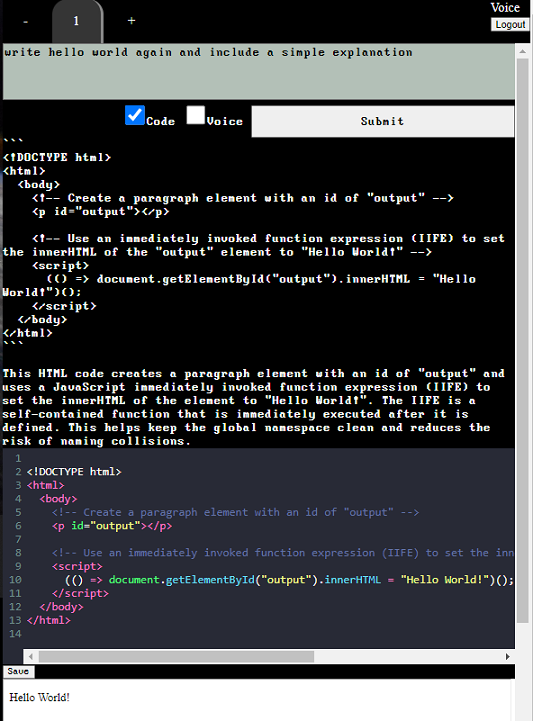 Voice
- 1 +
Logout
write hello world again and include a simple explanation
Code Voice Submit
```
<!DOCTYPE html>
<html>
<body>
<!-- Create a paragraph element with an id of "output" -->
<p id="output"></p>
<!-- Use an immediately invoked function expression (IIFE) to set
the innerHTML of the "output" element to "Hello World!" -->
<script>
(() => document.getElementById("output").innerHTML = "Hello
World!")();
</script>
</body>
</html>
```
This HTML code creates a paragraph element with an id of "output" and
uses a JavaScript immediately invoked function expression (IIFE) to
set the innerHTML of the element to "Hello World!". The IIFE is a
self-contained function that is immediately executed after it is
defined. This helps keep the global namespace clean and reduces the
risk of naming collisions.
1
2 <!DOCTYPE html>
3 <html>
4 <body>
5 <!-- Create a paragraph element with an id of "output" -->
6 <p id="output"></p>
7
8 <!-- Use an immediately invoked function expression (IIFE) to set the inn
9 <script>
10 (() => document.getElementById("output").innerHTML = "Hello World!")();
11 </script>
12 </body>
13 </html>
14
Save
Hello World!